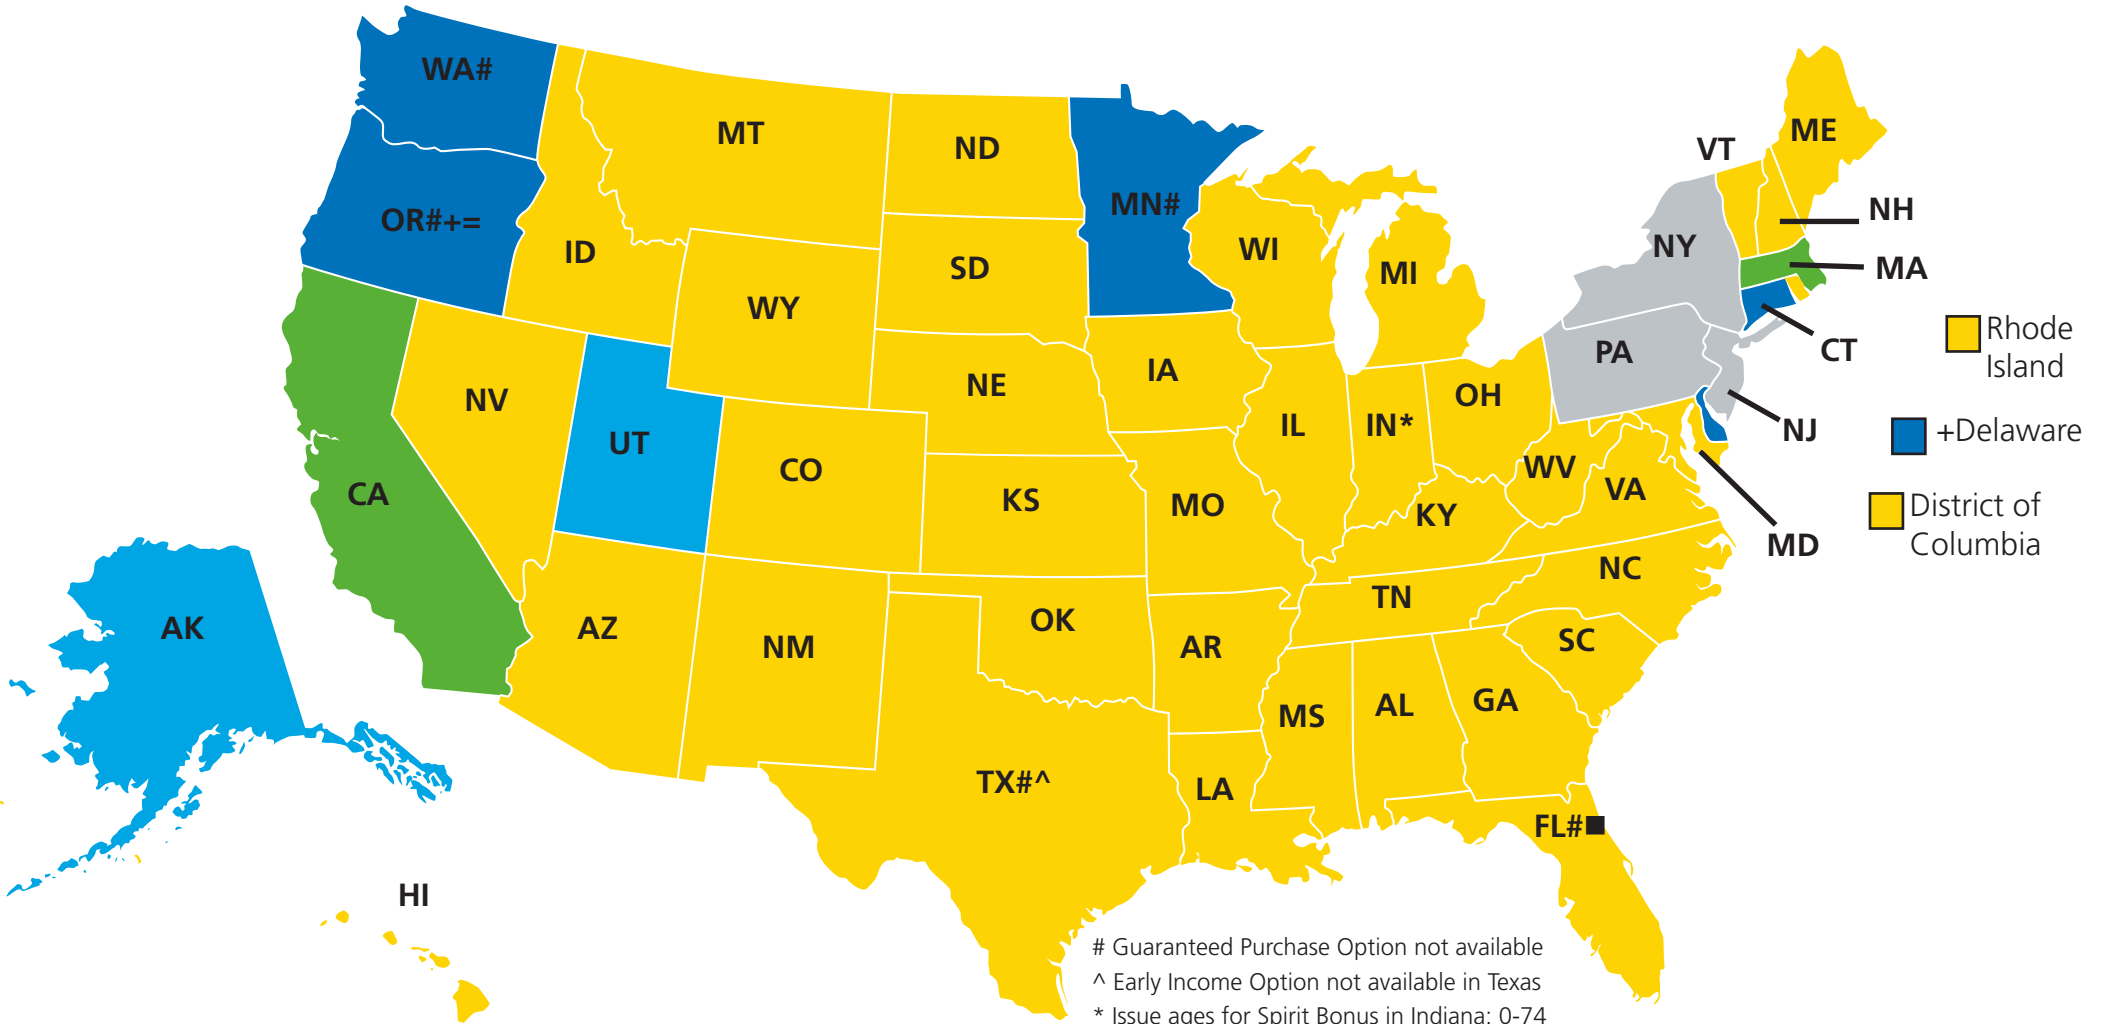 WA#
MT
ND
ME
VT
OR#+=
MN#
NH
NY
ID
WI
MA
SD
MI
WY
Rhode
Island
CT
PA
IA
NE
OH
NV
IL
IN*
NJ
+Delaware
UT
CO
WV
CA
KS
MO
VA
KY
District of
Columbia
MD
NC
TN
AK
AZ
OK
SC
NM
AR
MS
AL
GA
TX#^
LA
FL#■
HI
# Guaranteed Purchase Option not available
^ Early Income Option not available in Texas
* Issue ages for Spirit Bonus in Indiana: 0-74